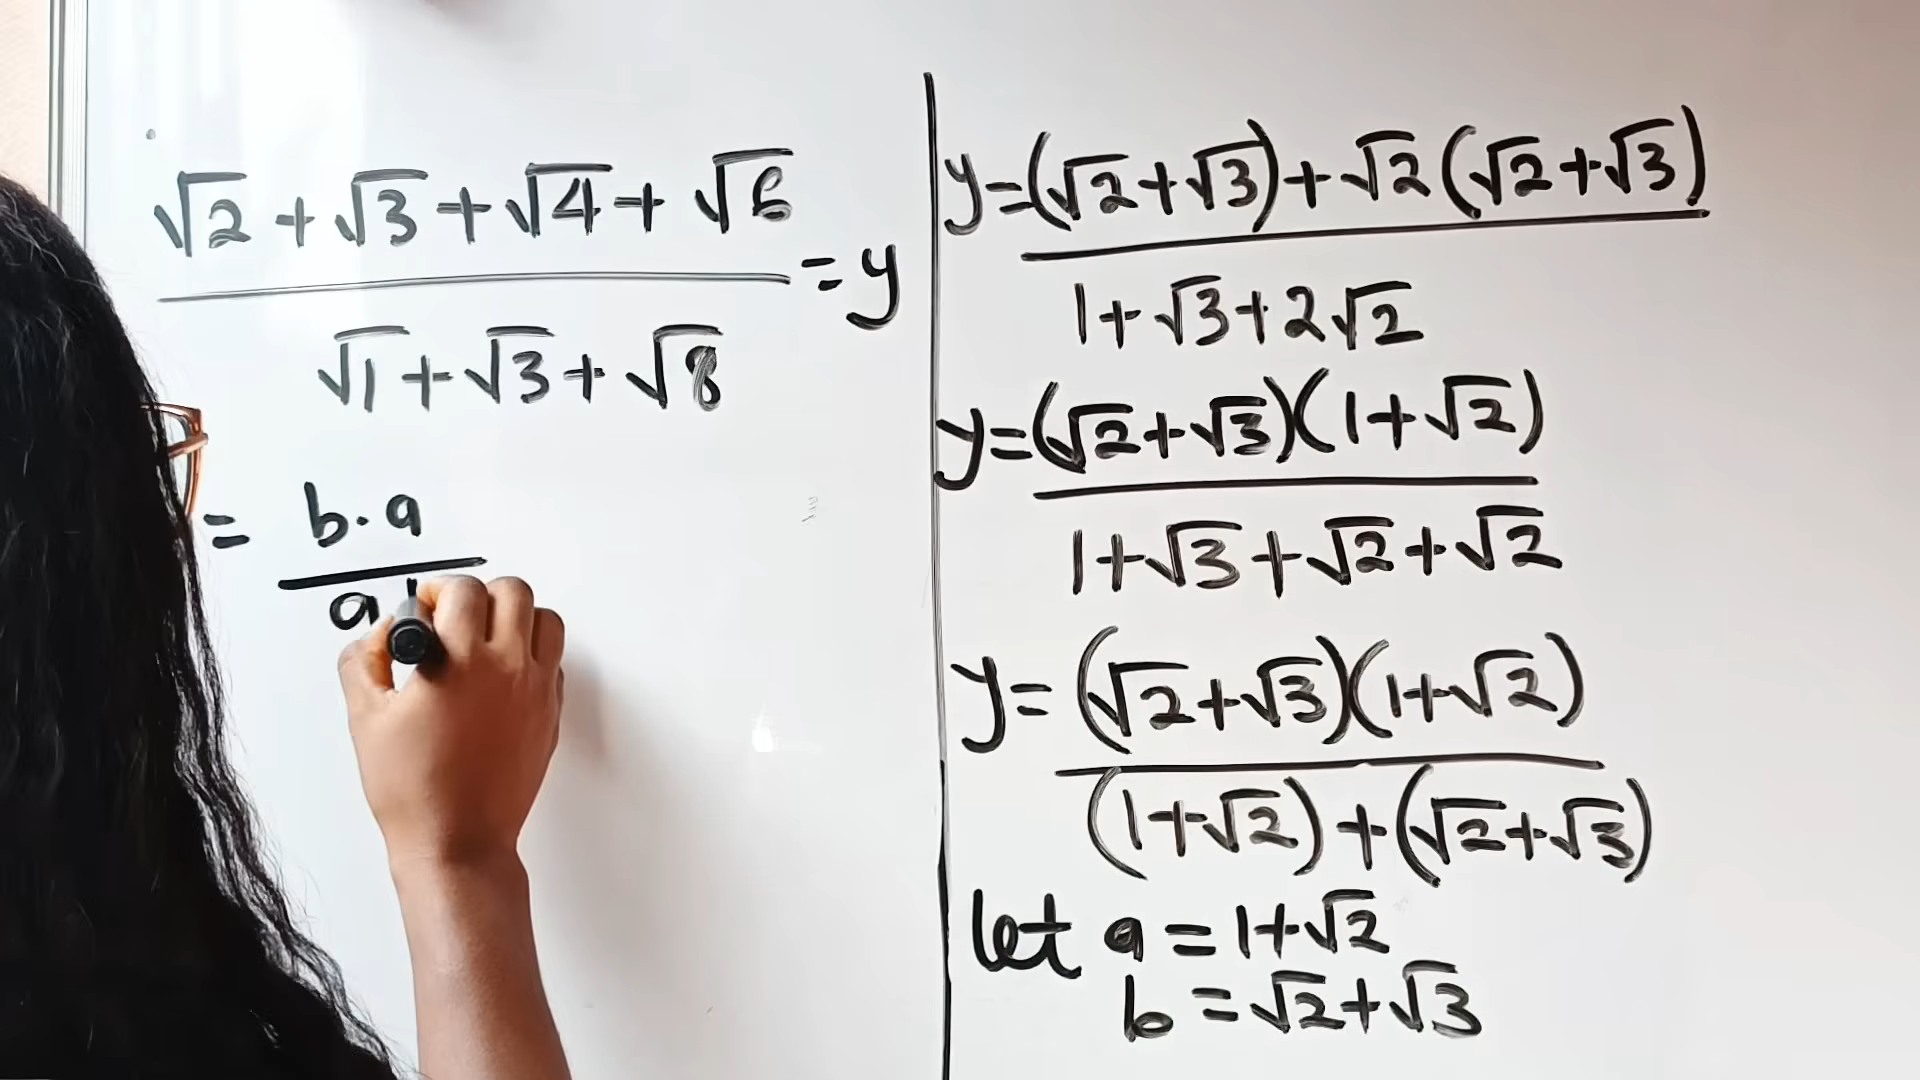 √2 + √3 + √4 + √6
= y
√1 + √3 + √8
= b·a
a
y = (√2 + √3) + √2 (√2 + √3)
1 + √3 + 2√2
y = (√2 + √3)(1 + √2)
1 + √3 + √2 + √2
y = (√2 + √3)(1 + √2)
(1 + √2) + (√2 + √3)
let a = 1 + √2
b = √2 + √3